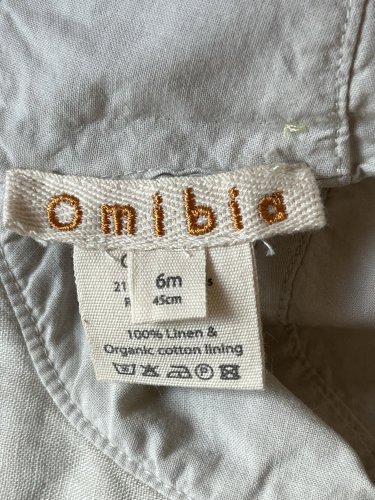 Omibia
6m
45cm
100% Linen &
Organic cotton lining